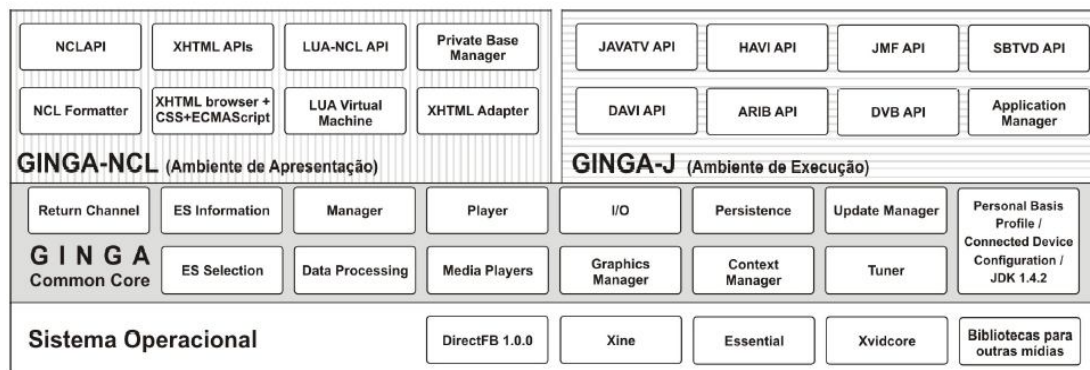 NCLAPI
XHTML APIs
LUA-NCL API
Private Base
Manager
NCL Formatter
XHTML browser +
CSS+ECMAScript
LUA Virtual
Machine
XHTML Adapter
GINGA-NCL (Ambiente de Apresentação)
JAVATV API
HAVI API
JMF API
SBTVD API
DAVI API
ARIB API
DVB API
Application
Manager
GINGA-J (Ambiente de Execução)
Return Channel
ES Information
Manager
Player
I/O
Persistence
Update Manager
Personal Basis
Profile /
Connected Device
Configuration /
JDK 1.4.2
GINGA
Common Core
ES Selection
Data Processing
Media Players
Graphics
Manager
Context
Manager
Tuner
Sistema Operacional
DirectFB 1.0.0
Xine
Essential
Xvidcore
Bibliotecas para
outras mídias